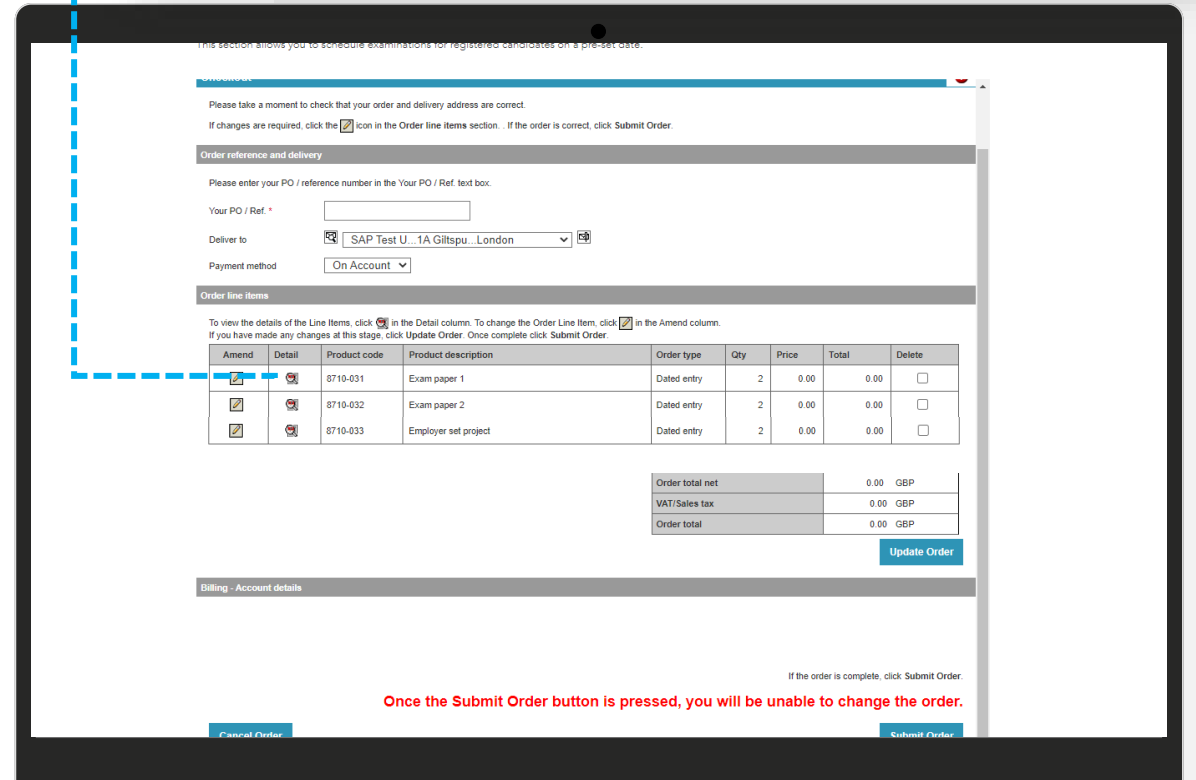 This section allows you to schedule examinations for registered candidates on a pre-set date.
Checkout
Please take a moment to check that your order and delivery address are correct.
If changes are required, click the icon in the Order line items section. . If the order is correct, click Submit Order.
Order reference and delivery
Please enter your PO / reference number in the Your PO / Ref. text box.
Your PO / Ref. *
Deliver to SAP Test U...1A Giltspu...London
Payment method On Account
Order line items
To view the details of the Line Items, click in the Detail column. To change the Order Line Item, click in the Amend column.
If you have made any changes at this stage, click Update Order. Once complete click Submit Order.
Amend Detail Product code Product description Order type Qty Price Total Delete
8710-031 Exam paper 1 Dated entry 2 0.00 0.00
8710-032 Exam paper 2 Dated entry 2 0.00 0.00
8710-033 Employer set project Dated entry 2 0.00 0.00
Order total net 0.00 GBP
VAT/Sales tax 0.00 GBP
Order total 0.00 GBP
Update Order
Billing - Account details
If the order is complete, click Submit Order.
Once the Submit Order button is pressed, you will be unable to change the order.
Cancel Order Submit Order